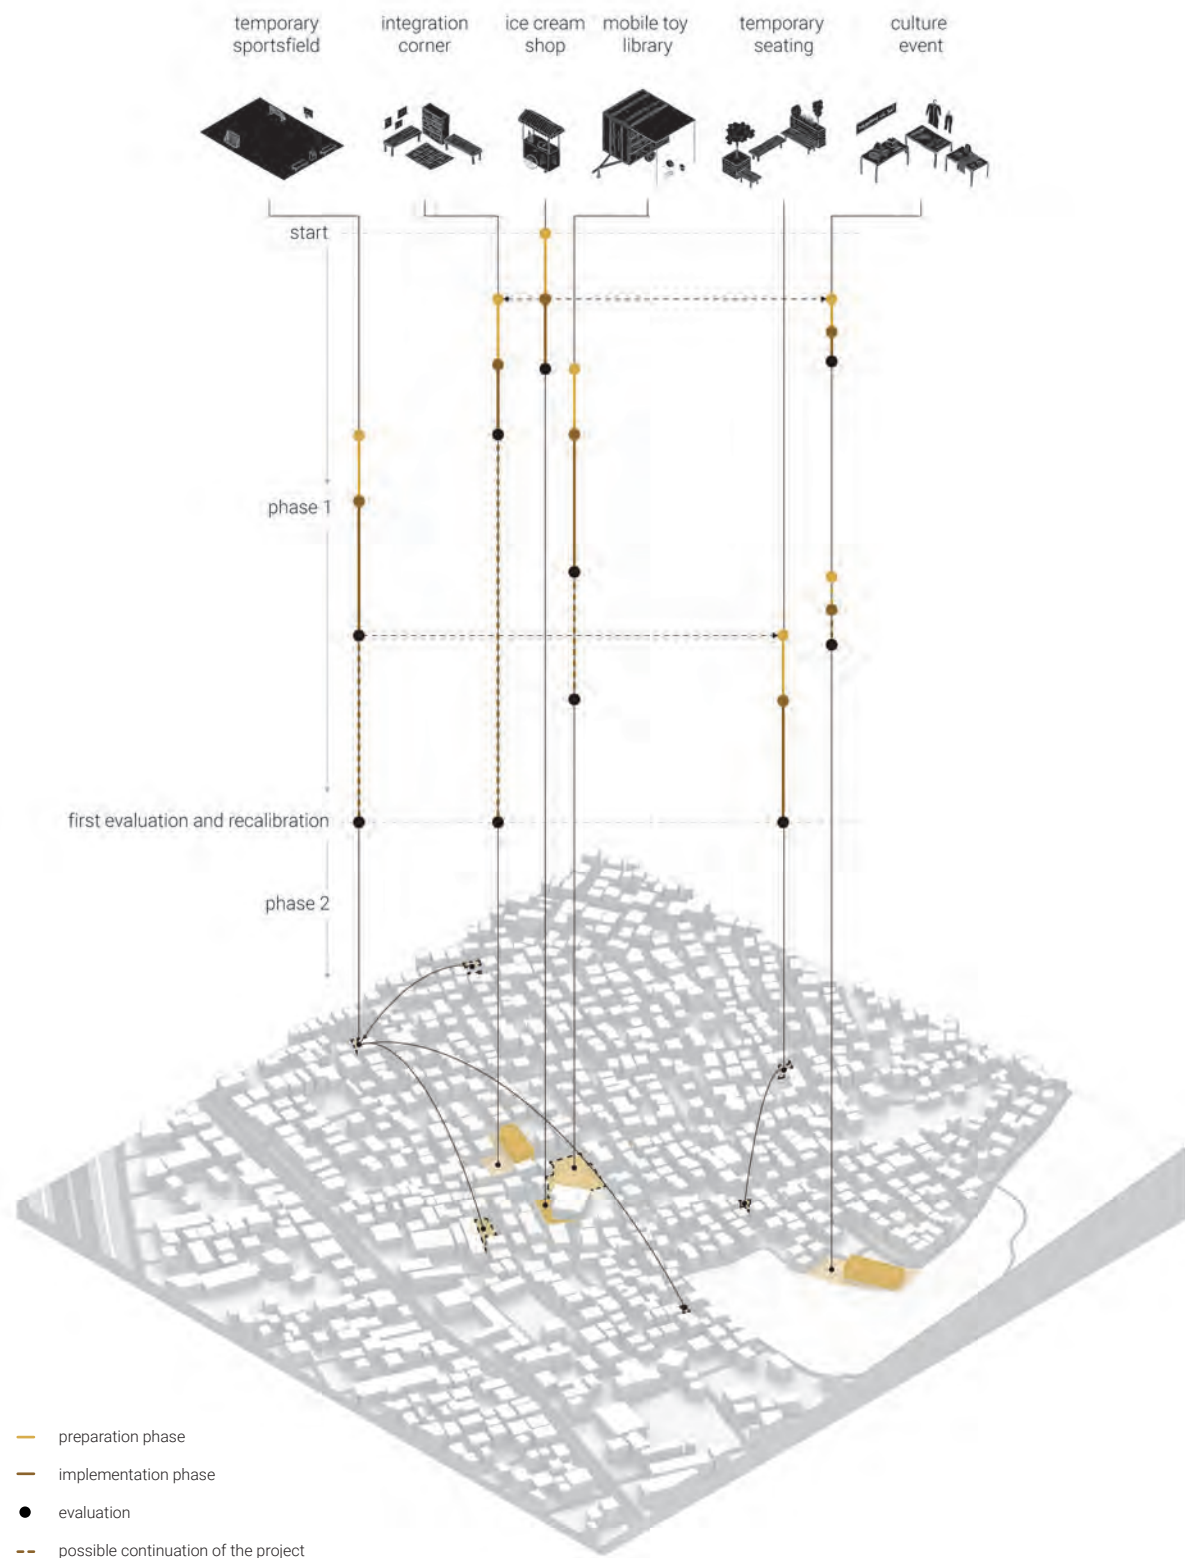 temporary
sportsfield
integration
corner
ice cream
shop
mobile toy
library
temporary
seating
culture
event
start
phase 1
first evaluation and recalibration
phase 2
preparation phase
implementation phase
evaluation
possible continuation of the project